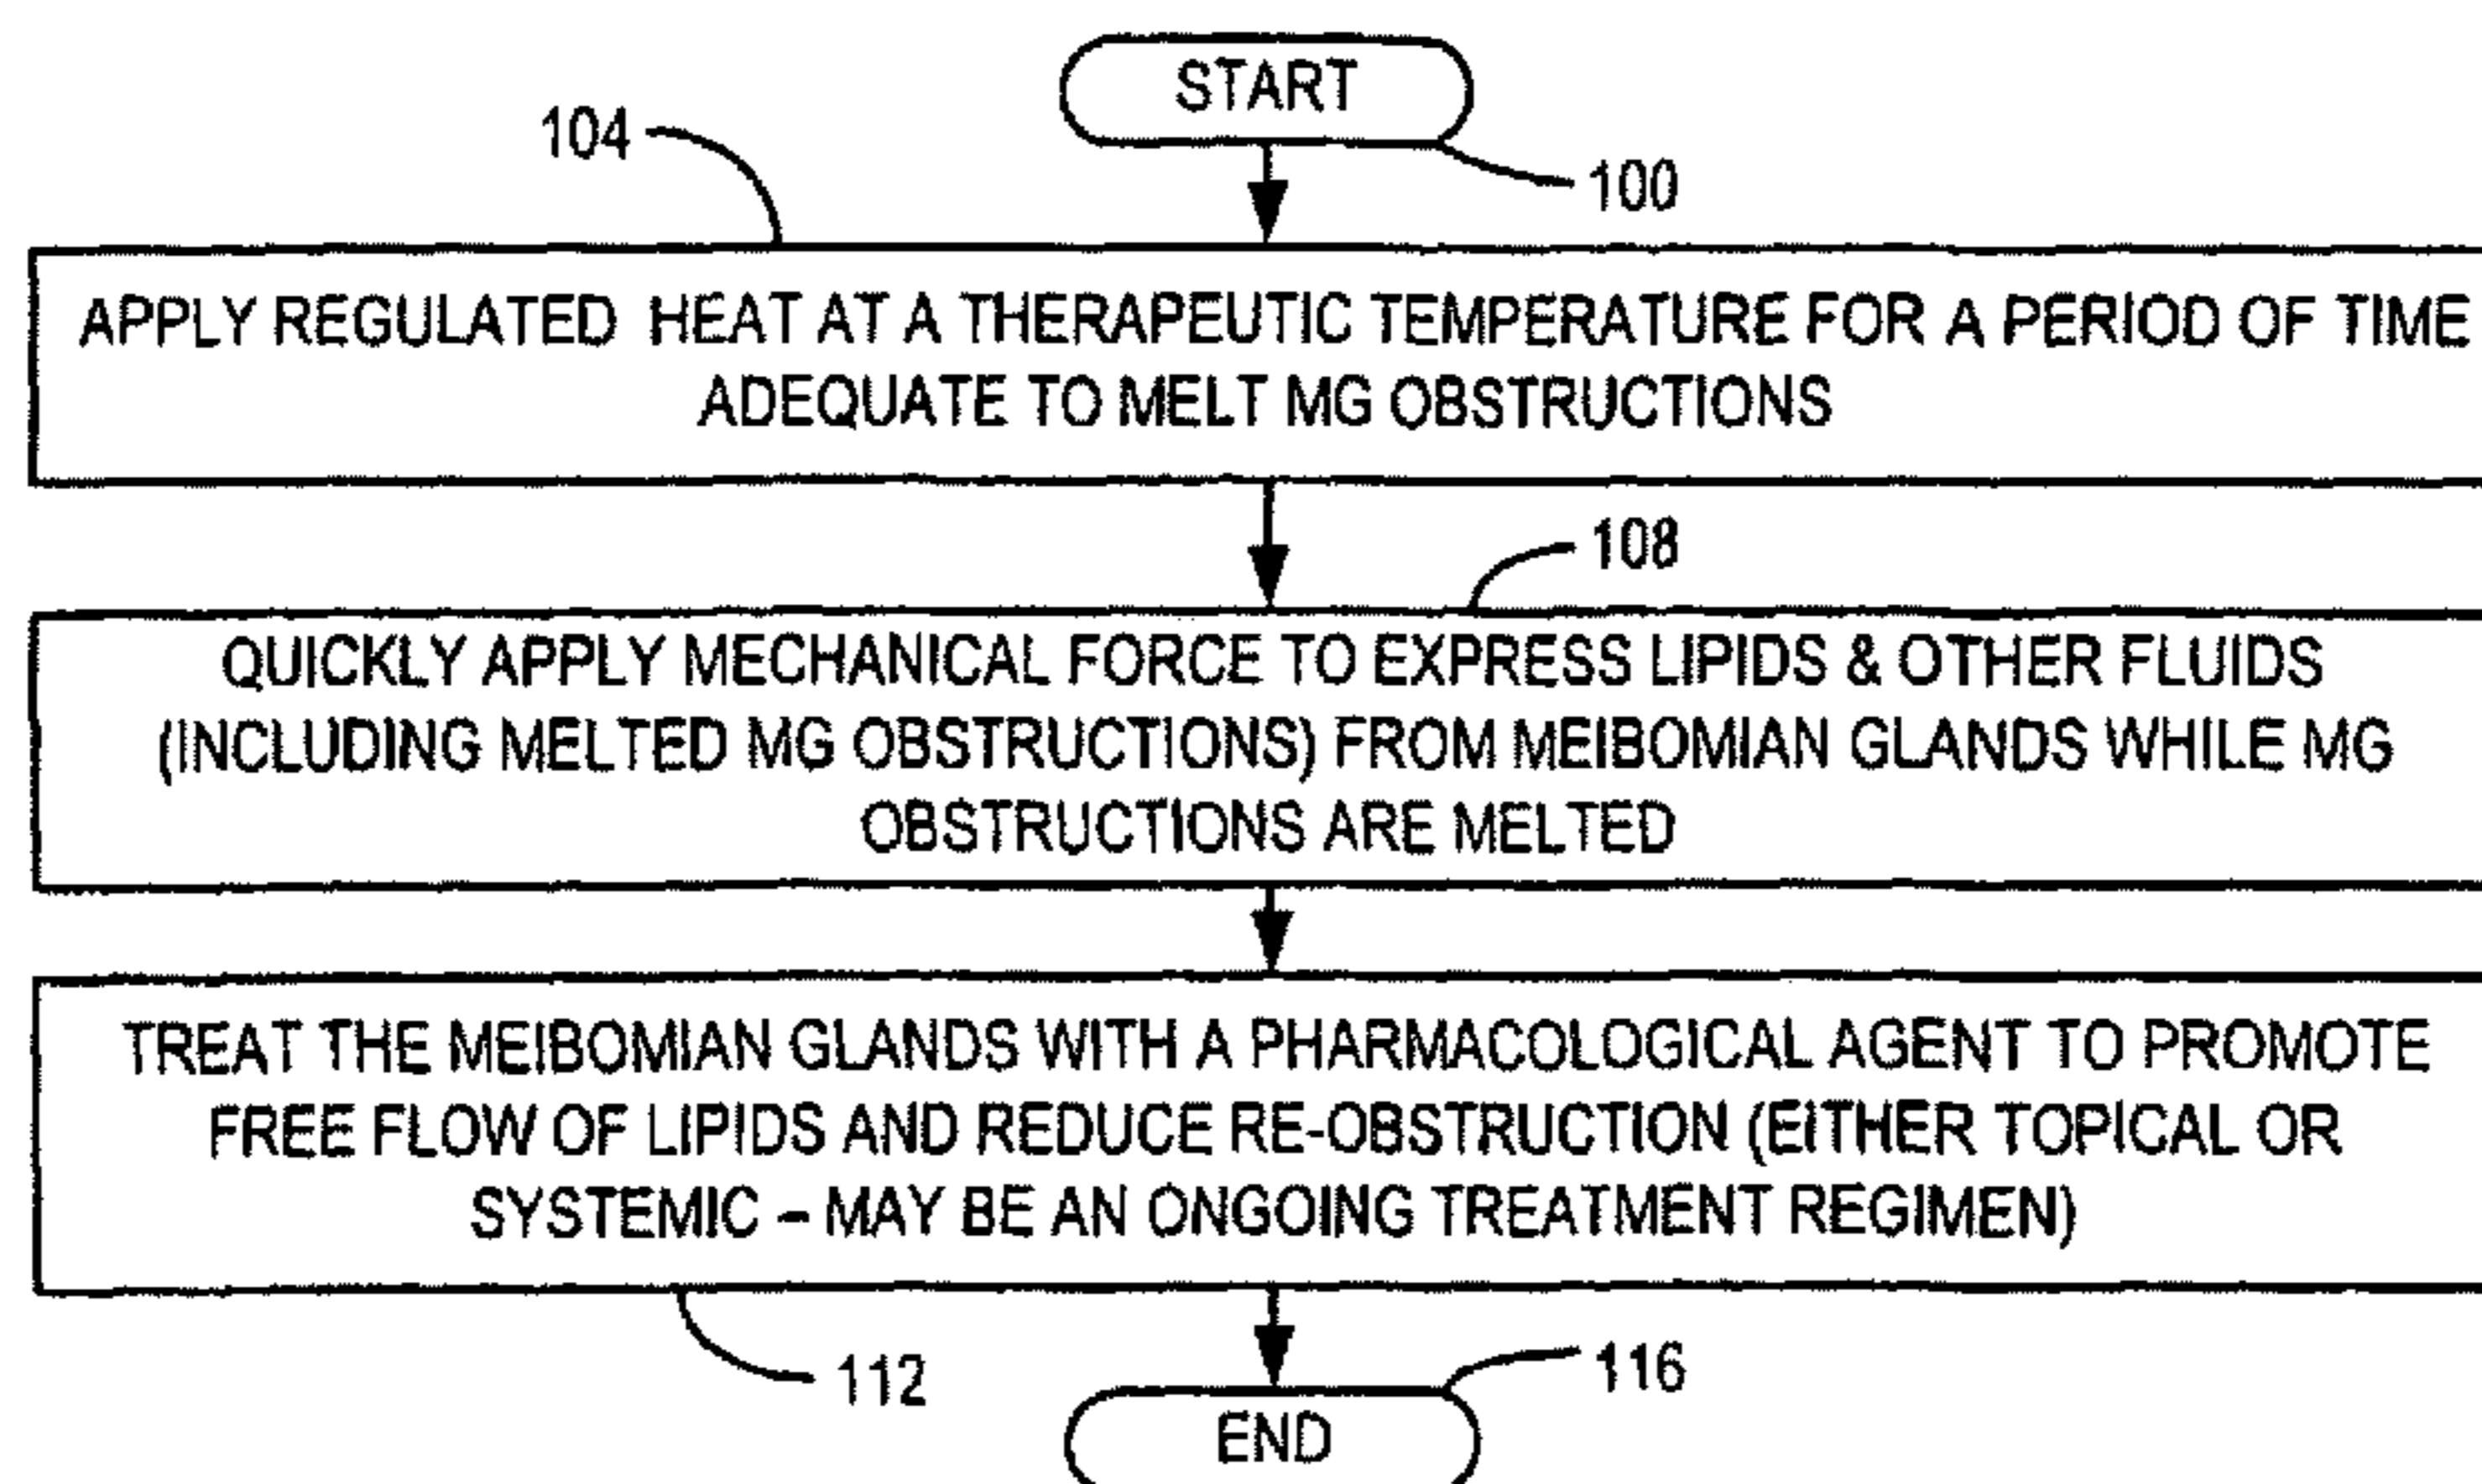 START
104
100
APPLY REGULATED HEAT AT A THERAPEUTIC TEMPERATURE FOR A PERIOD OF TIME
ADEQUATE TO MELT MG OBSTRUCTIONS
108
QUICKLY APPLY MECHANICAL FORCE TO EXPRESS LIPIDS & OTHER FLUIDS
(INCLUDING MELTED MG OBSTRUCTIONS) FROM MEIBOMIAN GLANDS WHILE MG
OBSTRUCTIONS ARE MELTED
TREAT THE MEIBOMIAN GLANDS WITH A PHARMACOLOGICAL AGENT TO PROMOTE
FREE FLOW OF LIPIDS AND REDUCE RE-OBSTRUCTION (EITHER TOPICAL OR
SYSTEMIC – MAY BE AN ONGOING TREATMENT REGIMEN)
112
116
END